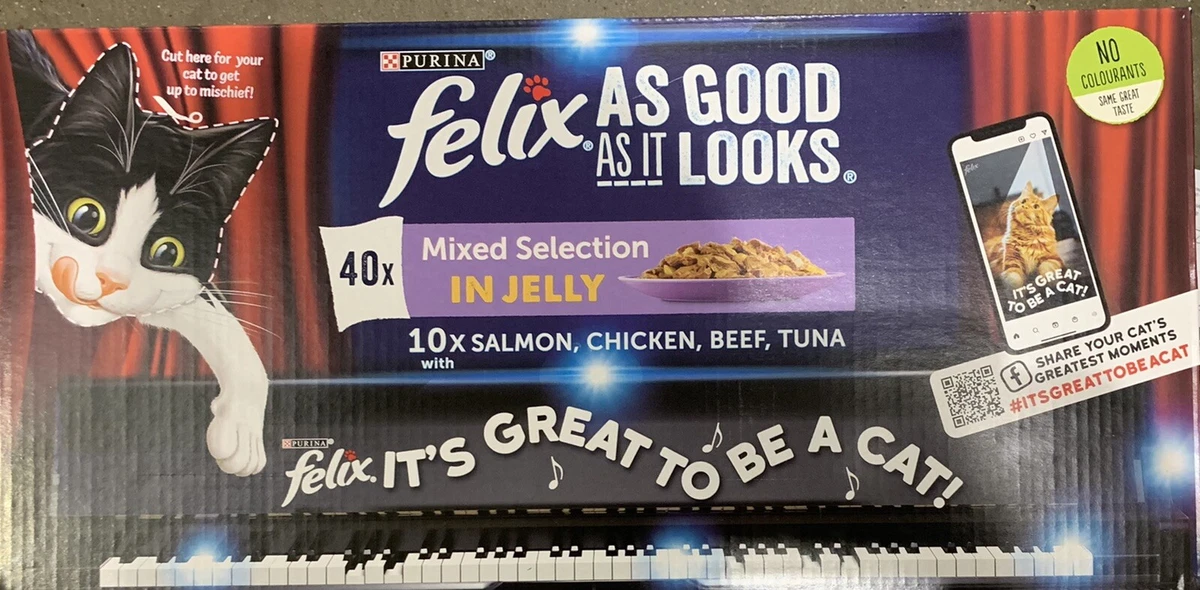 Cut here for your
cat to get
up to mischief!
PURINA®
felix® AS GOOD
AS IT LOOKS®
NO
COLOURANTS
SAME GREAT
TASTE
40x
Mixed Selection
IN JELLY
10x SALMON, CHICKEN, BEEF, TUNA
with
felix
IT'S GREAT
TO BE A CAT!
SHARE YOUR CAT'S
GREATEST MOMENTS
#ITSGREATTOBEACAT
PURINA®
felix. IT'S GREAT TO BE A CAT!